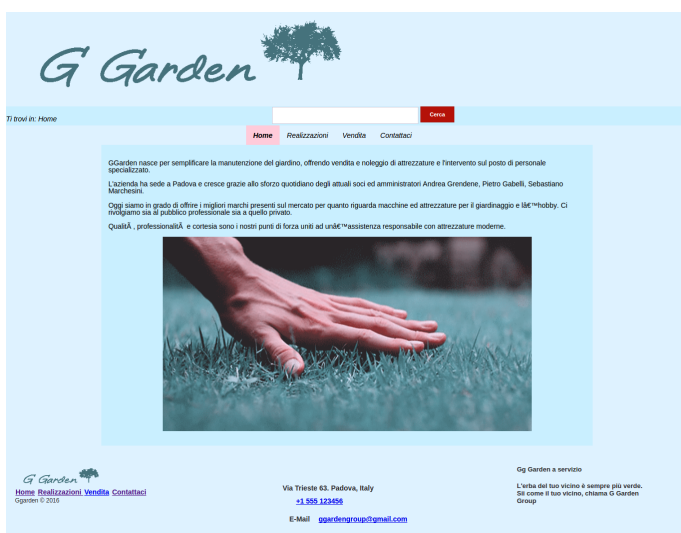 G Garden
Ti trovi in: Home
Cerca
Home Realizzazioni Vendita Contattaci
GGarden nasce per semplificare la manutenzione del giardino, offrendo vendita e noleggio di attrezzature e l'intervento sul posto di personale
specializzato.
L'azienda ha sede a Padova e cresce grazie allo sforzo quotidiano degli attuali soci ed amministratori Andrea Grendene, Pietro Gabelli, Sebastiano
Marchesini.
Oggi siamo in grado di offrire i migliori marchi presenti sul mercato per quanto riguarda macchine ed attrezzature per il giardinaggio e lâ€™hobby. Ci
rivolgiamo sia al pubblico professionale sia a quello privato.
QualitÃ , professionalitÃ  e cortesia sono i nostri punti di forza uniti ad unâ€™assistenza responsabile con attrezzature moderne.
G Garden
Home Realizzazioni Vendita Contattaci
Ggarden © 2016
Via Trieste 63. Padova, Italy
+1 555 123456
E-Mail ggardengroup@gmail.com
Gg Garden a servizio
L'erba del tuo vicino è sempre più verde.
Sii come il tuo vicino, chiama G Garden
Group